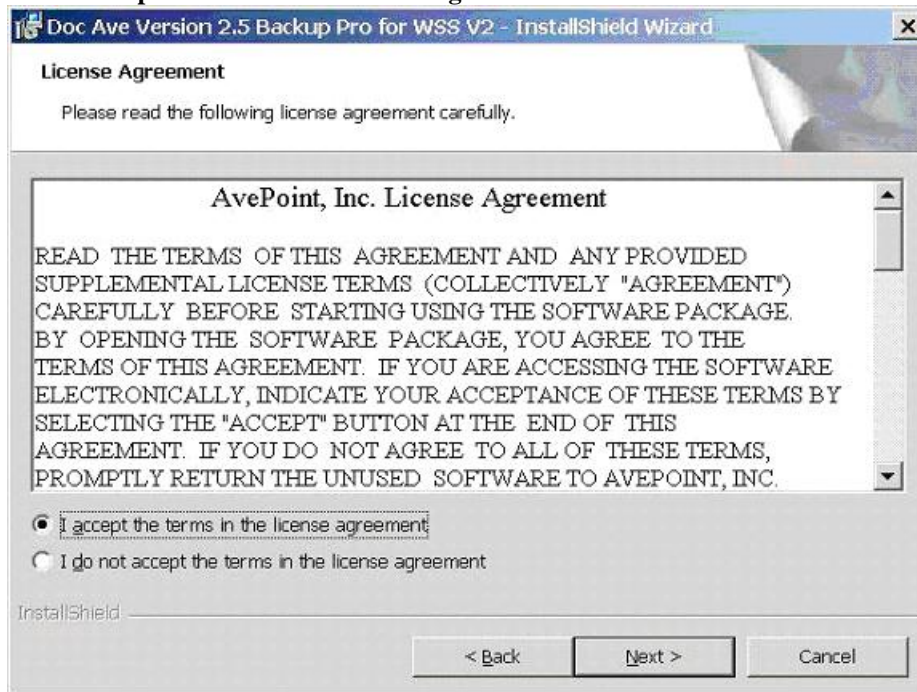 Doc Ave Version 2.5 Backup Pro for WSS V2 - InstallShield Wizard
License Agreement
Please read the following license agreement carefully.
AvePoint, Inc. License Agreement
READ THE TERMS OF THIS AGREEMENT AND ANY PROVIDED
SUPPLEMENTAL LICENSE TERMS (COLLECTIVELY "AGREEMENT")
CAREFULLY BEFORE STARTING USING THE SOFTWARE PACKAGE.
BY OPENING THE SOFTWARE PACKAGE, YOU AGREE TO THE
TERMS OF THIS AGREEMENT. IF YOU ARE ACCESSING THE SOFTWARE
ELECTRONICALLY, INDICATE YOUR ACCEPTANCE OF THESE TERMS BY
SELECTING THE "ACCEPT" BUTTON AT THE END OF THIS
AGREEMENT. IF YOU DO NOT AGREE TO ALL OF THESE TERMS,
PROMPTLY RETURN THE UNUSED SOFTWARE TO AVEPOINT, INC.
I accept the terms in the license agreement
I do not accept the terms in the license agreement
InstallShield
< Back Next > Cancel